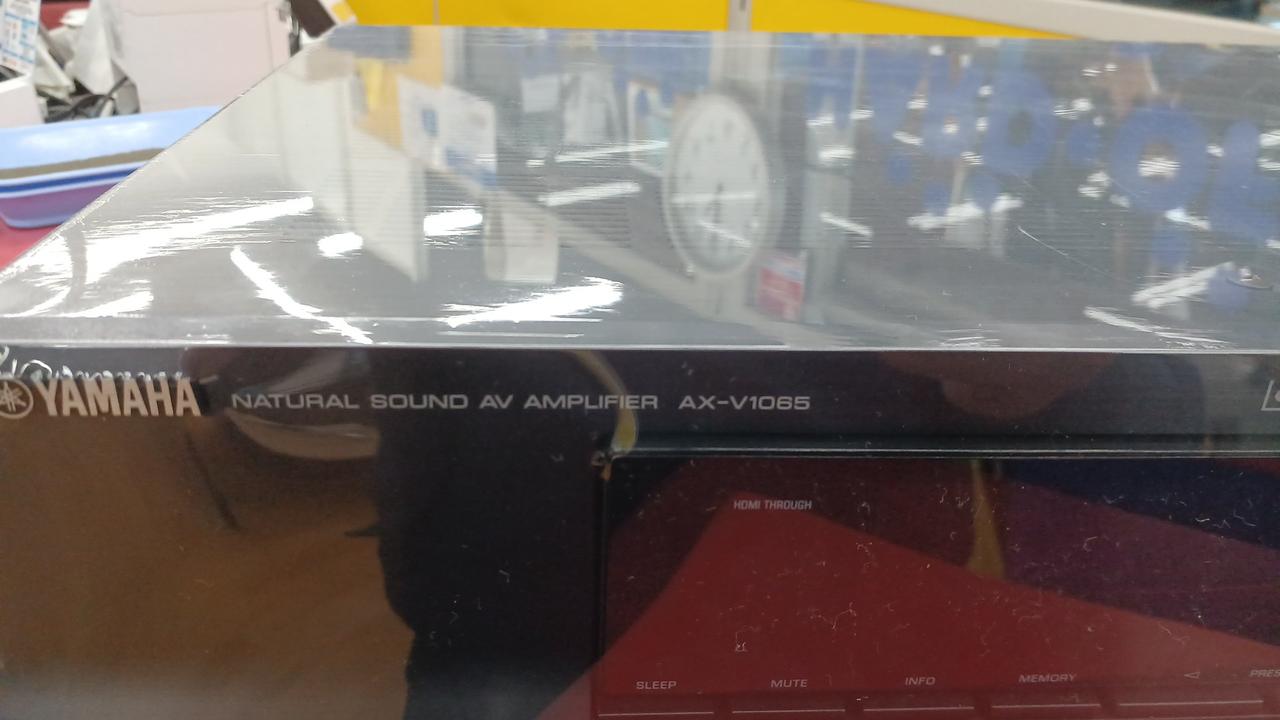 YAMAHA NATURAL SOUND AV AMPLIFIER AX-V1065
HDMI THROUGH
SLEEP MUTE INFO MEMORY